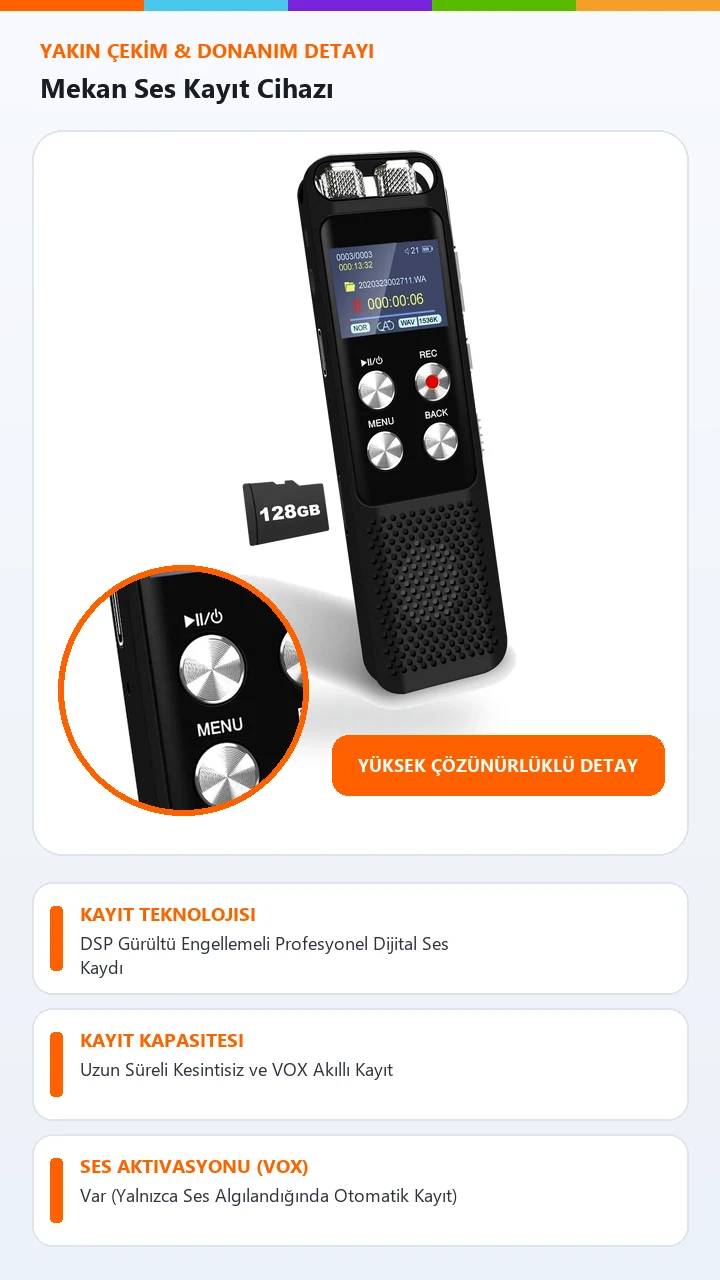 YAKIN ÇEKİM & DONANIM DETAYI
Mekan Ses Kayıt Cihazı
0003/0003
21
000:13:32
2020323002711.WA
000:00:06
NOR
WAV 1536K
REC
MENU
BACK
128GB
MENU
YÜKSEK ÇÖZÜNÜRLÜKLÜ DETAY
KAYIT TEKNOLOJISI
DSP Gürültü Engellemeli Profesyonel Dijital Ses
Kaydı
KAYIT KAPASITESI
Uzun Süreli Kesintisiz ve VOX Akıllı Kayıt
SES AKTIVASYONU (VOX)
Var (Yalnızca Ses Algılandığında Otomatik Kayıt)